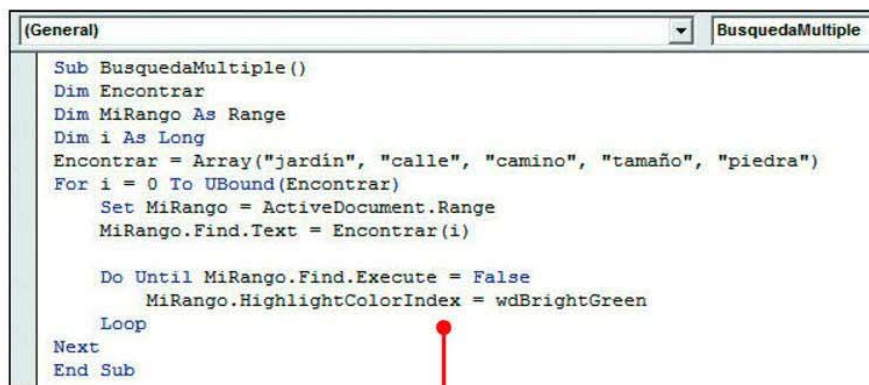 (General) BusquedaMultiple
Sub BusquedaMultiple()
Dim Encontrar
Dim MiRango As Range
Dim i As Long
Encontrar = Array("jardín", "calle", "camino", "tamaño", "piedra")
For i = 0 To UBound(Encontrar)
    Set MiRango = ActiveDocument.Range
    MiRango.Find.Text = Encontrar(i)
    Do Until MiRango.Find.Execute = False
        MiRango.HighlightColorIndex = wdBrightGreen
    Loop
Next
End Sub